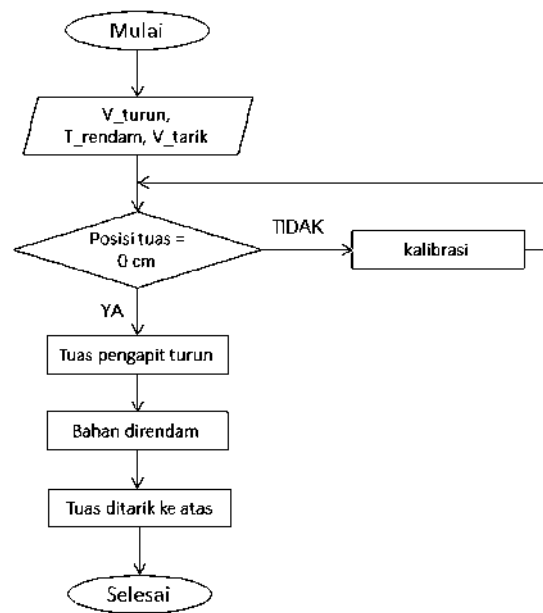 Mulai
V_turun,
T_rendam, V_tarik
Posisi tuas =
0 cm
TIDAK
kalibrasi
YA
Tuas pengapit turun
Bahan direndam
Tuas ditarik ke atas
Selesai